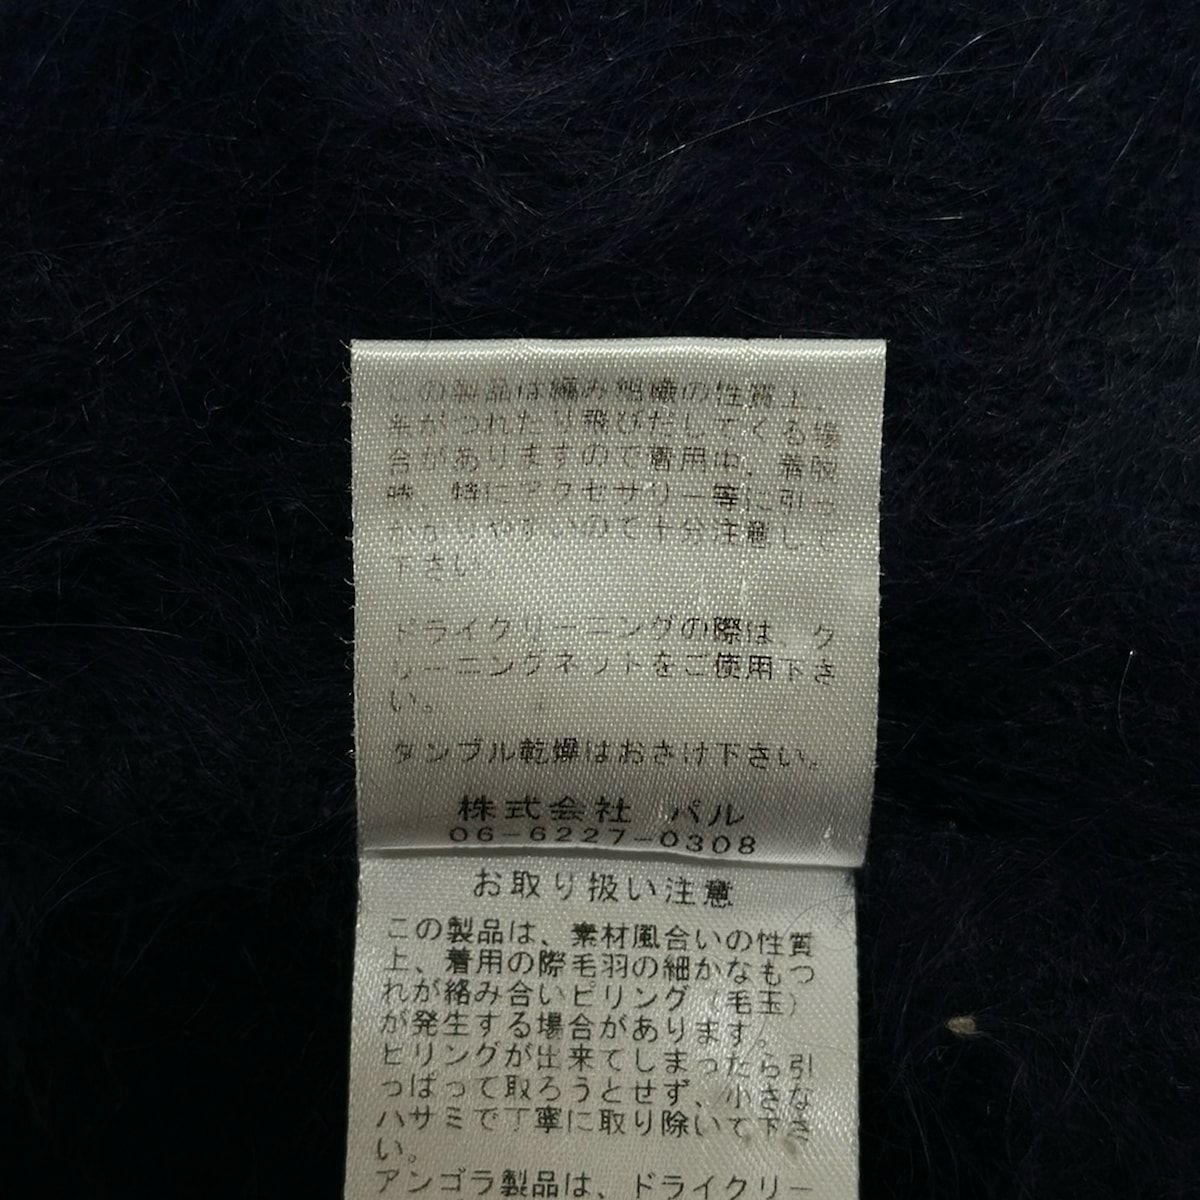 この製品は編み組織の性質上、
糸がつれたり飛びだしてくる場
合がありますので着用中、着脱
時、特にアクセサリー等に引っ
かかりやすいので十分注意して
下さい。
ドライクリーニングの際は、ク
リーニングネットをご使用下さ
い。
タンブル乾燥はおさけ下さい。
株式会社 パル
06-6227-0308
お取り扱い注意
この製品は、素材風合いの性質
上、着用の際毛羽の細かなもつ
れが絡み合いピリング(毛玉)
が発生する場合があります。
ピリングが出来てしまったら引
っぱって取ろうとせず、小さな
ハサミで丁寧に取り除いて下さ
い。
アンゴラ製品は、ドライクリー